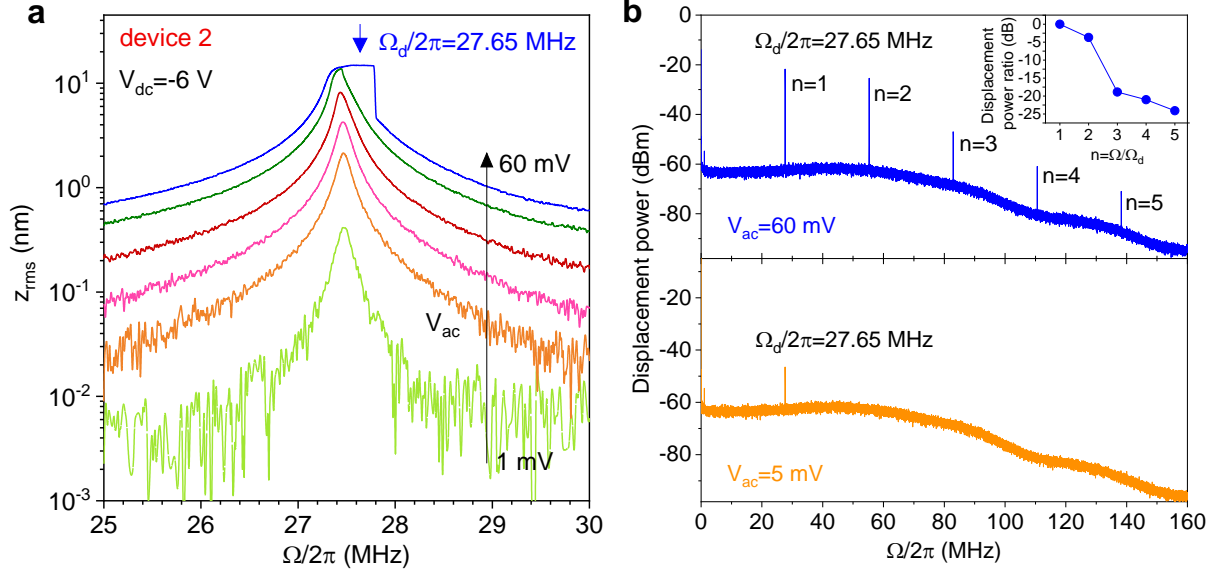 a
device 2
V_dc=-6 V
Ω_d/2π=27.65 MHz
60 mV
V_ac
1 mV
10^1
10^0
10^-1
10^-2
10^-3
z_rms (nm)
25 26 27 28 29 30
Ω/2π (MHz)
b
Ω_d/2π=27.65 MHz
n=1
n=2
n=3
n=4
n=5
V_ac=60 mV
0
-20
-40
-60
-80
Displacement power (dBm)
Displacement
power ratio (dB)
0
-5
-10
-15
-20
-25
1 2 3 4 5
n=Ω/Ω_d
Ω_d/2π=27.65 MHz
V_ac=5 mV
-20
-40
-60
-80
0 20 40 60 80 100 120 140 160
Ω/2π (MHz)